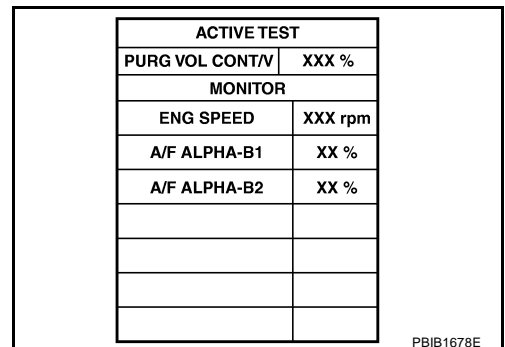 ACTIVE TEST
PURG VOL CONT/V XXX %
MONITOR
ENG SPEED XXX rpm
A/F ALPHA-B1 XX %
A/F ALPHA-B2 XX %
PBIB1678E